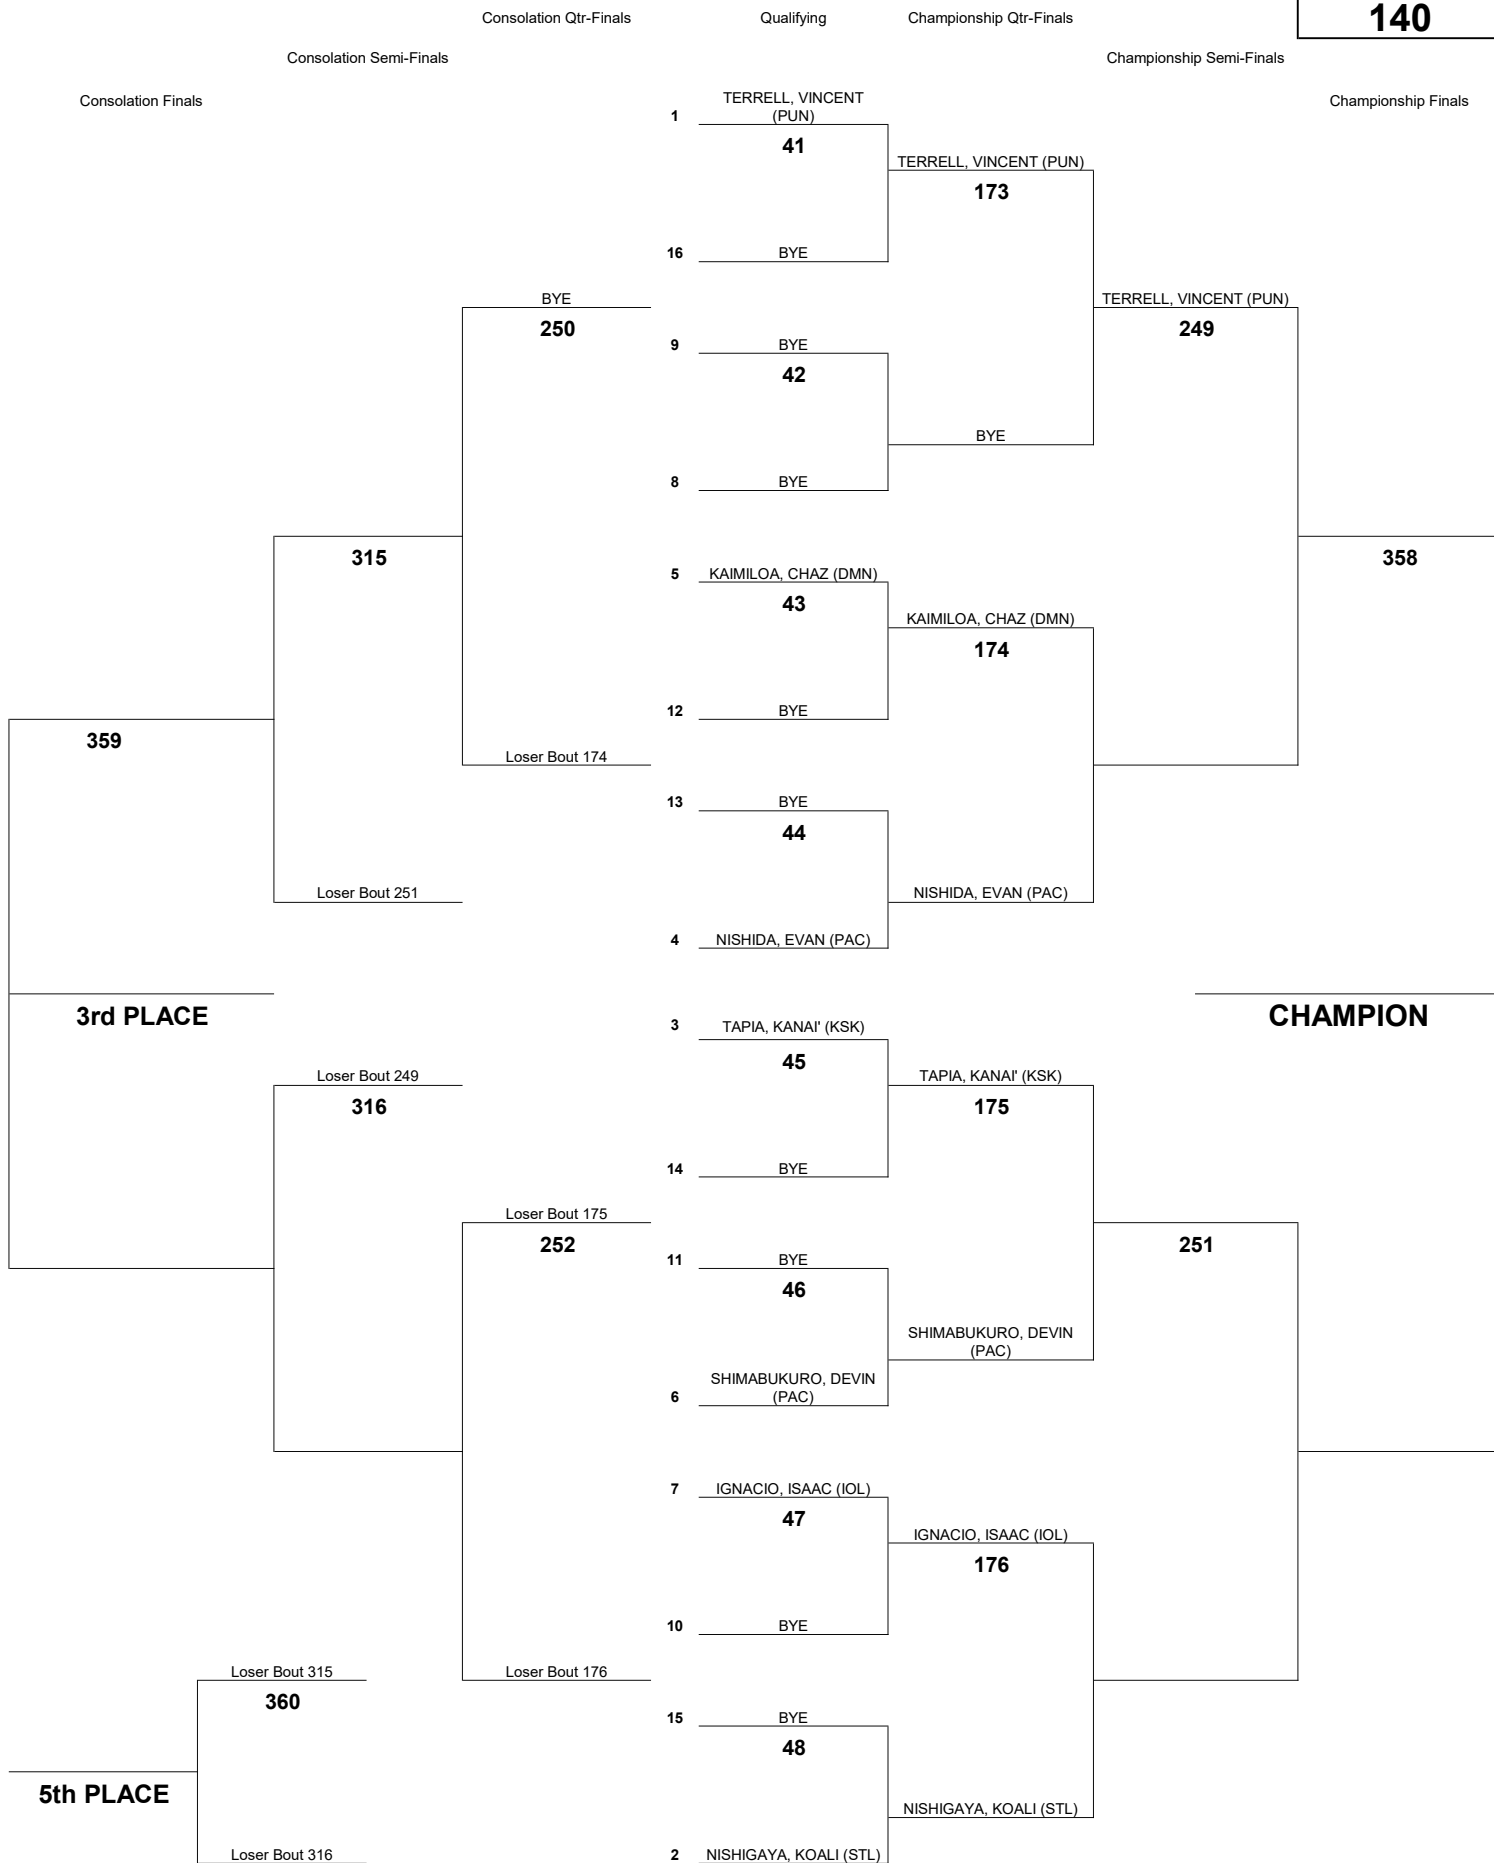 Consolation Qtr-Finals
Qualifying
Championship Qtr-Finals
140
Consolation Semi-Finals
Championship Semi-Finals
Consolation Finals
Championship Finals
1
TERRELL, VINCENT
(PUN)
41
TERRELL, VINCENT (PUN)
173
16
BYE
BYE
250
TERRELL, VINCENT (PUN)
249
9
BYE
42
BYE
8
BYE
315
358
5
KAIMILOA, CHAZ (DMN)
43
KAIMILOA, CHAZ (DMN)
174
12
BYE
359
Loser Bout 174
13
BYE
44
Loser Bout 251
NISHIDA, EVAN (PAC)
4
NISHIDA, EVAN (PAC)
3rd PLACE
CHAMPION
3
TAPIA, KANAI' (KSK)
45
Loser Bout 249
316
TAPIA, KANAI' (KSK)
175
14
BYE
Loser Bout 175
252
251
11
BYE
46
SHIMABUKURO, DEVIN
(PAC)
6
SHIMABUKURO, DEVIN
(PAC)
7
IGNACIO, ISAAC (IOL)
47
IGNACIO, ISAAC (IOL)
176
10
BYE
Loser Bout 315
360
Loser Bout 176
15
BYE
48
5th PLACE
NISHIGAYA, KOALI (STL)
Loser Bout 316
2
NISHIGAYA, KOALI (STL)